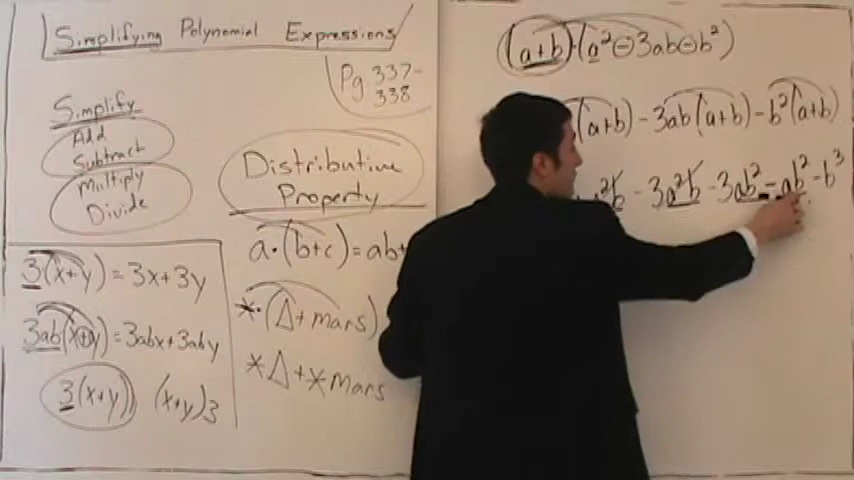 Simplifying Polynomial Expressions
Pg 337-
338
Simplify
Add
Subtract
Multiply
Divide
Distributive
Property
a·(b+c)=ab+
*·(Δ+mars)
*Δ+*mars
3(x+y)=3x+3y
3ab(x+y)=3abx+3aby
3(x+y) (x+y)3
(a+b)·(a²-3ab-b²)
(a+b)-3ab(a+b)-b²(a+b)
a²b-3a²b-3ab²-ab²-b³